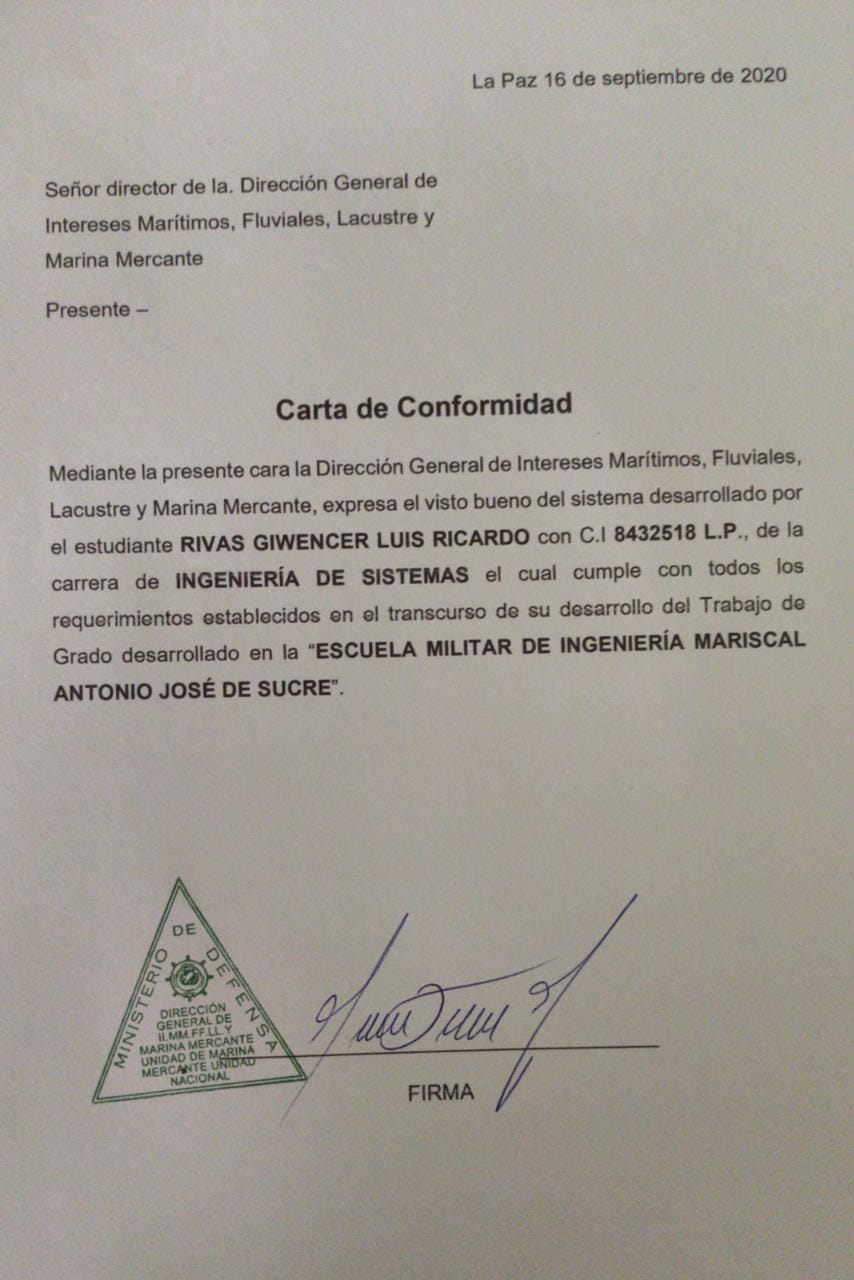 La Paz 16 de septiembre de 2020
Señor director de la. Dirección General de
Intereses Marítimos, Fluviales, Lacustre y
Marina Mercante
Presente –
Carta de Conformidad
Mediante la presente cara la Dirección General de Intereses Marítimos, Fluviales,
Lacustre y Marina Mercante, expresa el visto bueno del sistema desarrollado por
el estudiante RIVAS GIWENCER LUIS RICARDO con C.I 8432518 L.P., de la
carrera de INGENIERÍA DE SISTEMAS el cual cumple con todos los
requerimientos establecidos en el transcurso de su desarrollo del Trabajo de
Grado desarrollado en la “ESCUELA MILITAR DE INGENIERÍA MARISCAL
ANTONIO JOSÉ DE SUCRE”.
MINISTERIO DE DEFENSA
DIRECCIÓN
GENERAL DE
II.MM.FF.LL Y
MARINA MERCANTE
UNIDAD DE MARINA
MERCANTE UNIDAD
NACIONAL
FIRMA